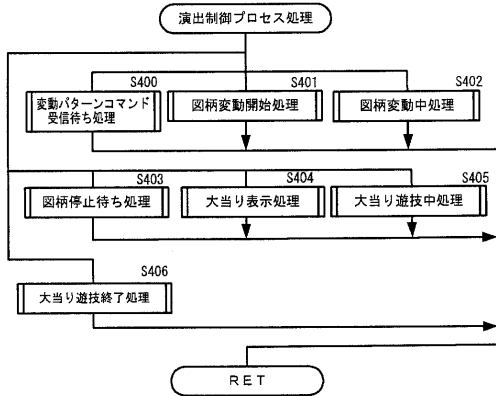 演出制御プロセス処理
S400
S401
S402
変動パターンコマンド
受信待ち処理
図柄変動開始処理
図柄変動中処理
S403
S404
S405
図柄停止待ち処理
大当り表示処理
大当り遊技中処理
S406
大当り遊技終了処理
RET